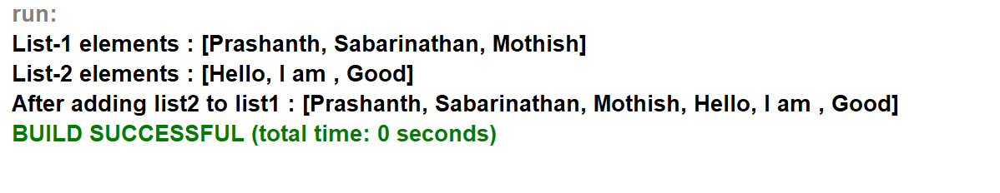 run:
List-1 elements : [Prashanth, Sabarinathan, Mothish]
List-2 elements : [Hello, I am , Good]
After adding list2 to list1 : [Prashanth, Sabarinathan, Mothish, Hello, I am , Good]
BUILD SUCCESSFUL (total time: 0 seconds)